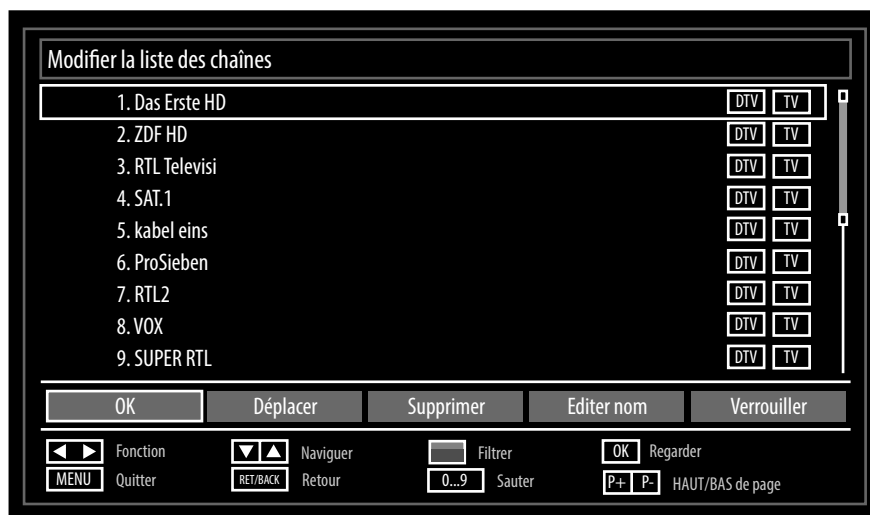 Modifier la liste des chaînes
1. Das Erste HD DTV TV
2. ZDF HD DTV TV
3. RTL Televisi DTV TV
4. SAT.1 DTV TV
5. kabel eins DTV TV
6. ProSieben DTV TV
7. RTL2 DTV TV
8. VOX DTV TV
9. SUPER RTL DTV TV
OK Déplacer Supprimer Editer nom Verrouiller
Fonction Naviguer Filtrer OK Regarder
MENU Quitter RET/BACK Retour 0...9 Sauter P+ P- HAUT/BAS de page